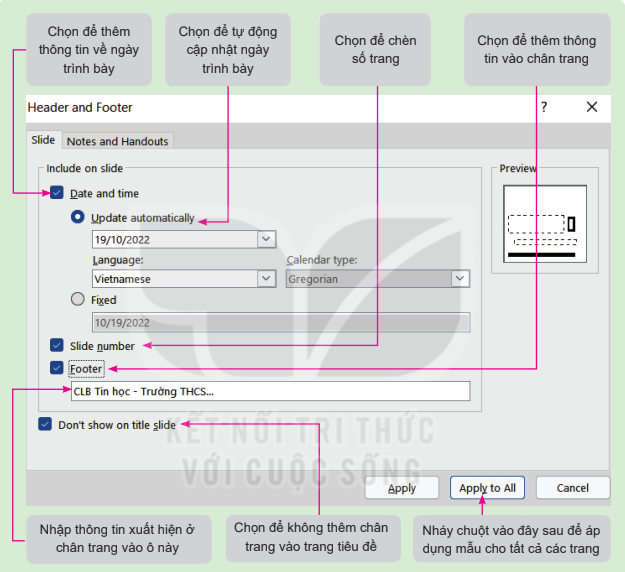 Chọn để thêm
thông tin về ngày
trình bày
Chọn để tự động
cập nhật ngày
trình bày
Chọn để chèn
số trang
Chọn để thêm thông
tin vào chân trang
Header and Footer
?
Slide
Notes and Handouts
Include on slide
Preview
Date and time
Update automatically
19/10/2022
Language:
Calendar type:
Vietnamese
Gregorian
Fixed
10/19/2022
Slide number
Footer
CLB Tin học - Trường THCS...
Don't show on title slide
KẾT NỐI TRI THỨC
VỚI CUỘC SỐNG
Apply
Apply to All
Cancel
Nhập thông tin xuất hiện ở
chân trang vào ô này
Chọn để không thêm chân
trang vào trang tiêu đề
Nháy chuột vào đây sau để áp
dụng mẫu cho tất cả các trang